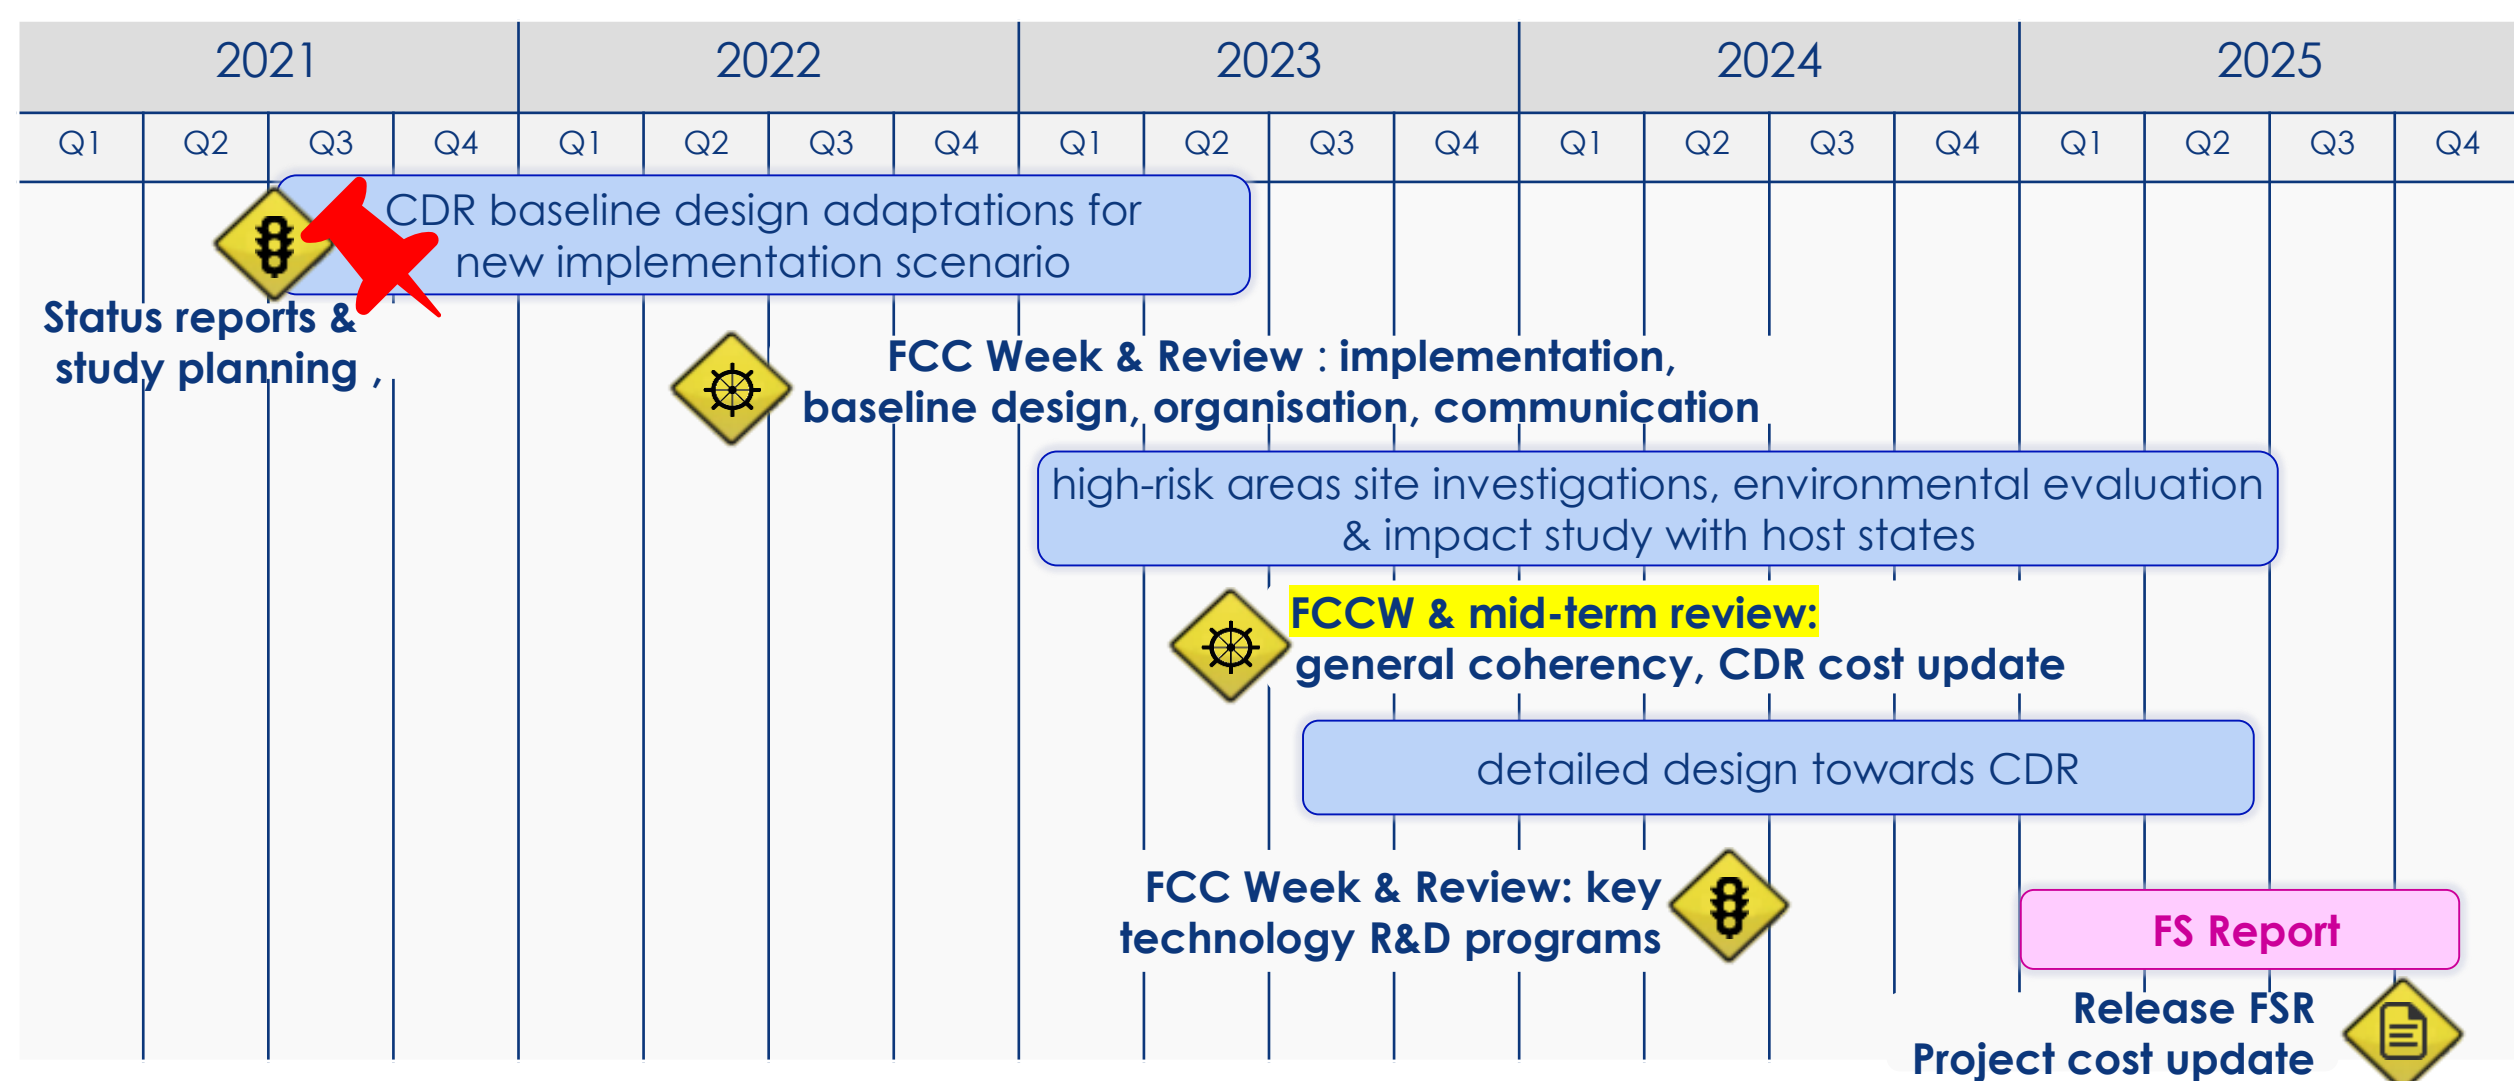 2021 2022 2023 2024 2025
Q1 Q2 Q3 Q4 Q1 Q2 Q3 Q4 Q1 Q2 Q3 Q4 Q1 Q2 Q3 Q4 Q1 Q2 Q3 Q4
CDR baseline design adaptations for
new implementation scenario
Status reports &
study planning ,
FCC Week & Review : implementation,
baseline design, organisation, communication
high-risk areas site investigations, environmental evaluation
& impact study with host states
FCCW & mid-term review:
general coherency, CDR cost update
detailed design towards CDR
FCC Week & Review: key
technology R&D programs
FS Report
Release FSR
Project cost update